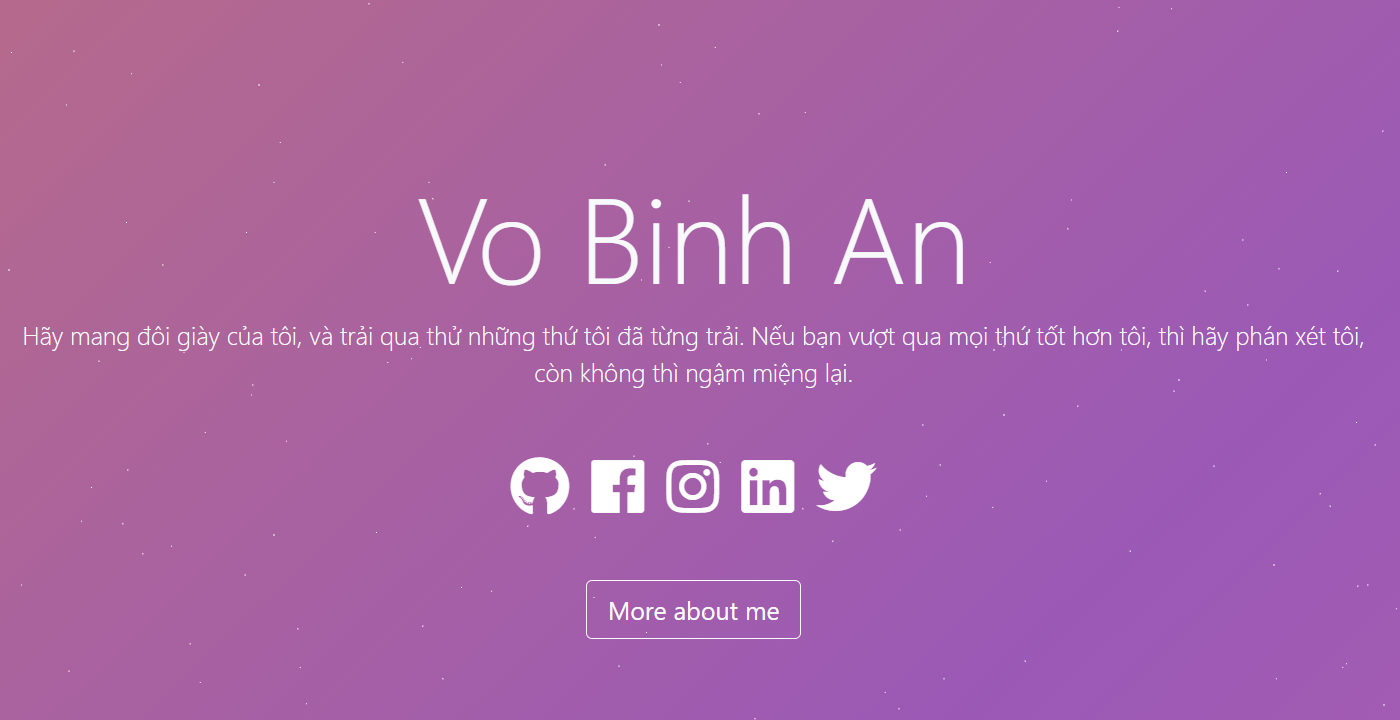 Vo Binh An
Hãy mang đôi giày của tôi, và trải qua thử những thứ tôi đã từng trải. Nếu bạn vượt qua mọi thứ tốt hơn tôi, thì hãy phán xét tôi,
còn không thì ngậm miệng lại.
More about me